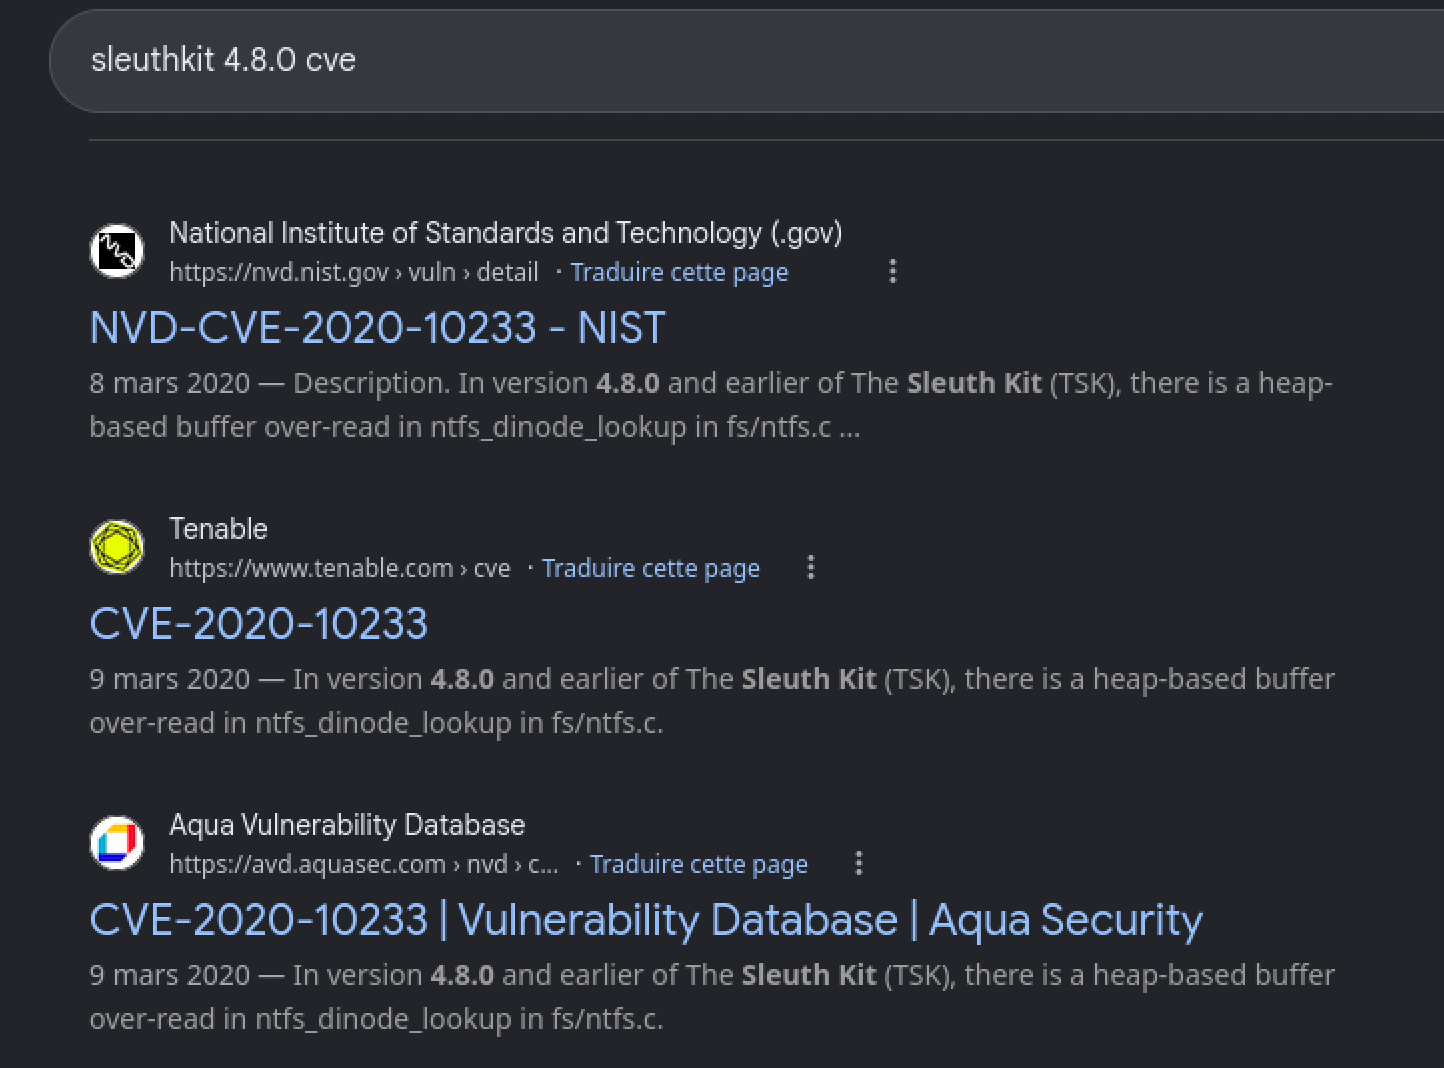 sleuthkit 4.8.0 cve
National Institute of Standards and Technology (.gov)
https://nvd.nist.gov › vuln › detail · Traduire cette page
NVD-CVE-2020-10233 - NIST
8 mars 2020 — Description. In version 4.8.0 and earlier of The Sleuth Kit (TSK), there is a heap-
based buffer over-read in ntfs_dinode_lookup in fs/ntfs.c ...
Tenable
https://www.tenable.com › cve · Traduire cette page
CVE-2020-10233
9 mars 2020 — In version 4.8.0 and earlier of The Sleuth Kit (TSK), there is a heap-based buffer
over-read in ntfs_dinode_lookup in fs/ntfs.c.
Aqua Vulnerability Database
https://avd.aquasec.com › nvd › c... · Traduire cette page
CVE-2020-10233 | Vulnerability Database | Aqua Security
9 mars 2020 — In version 4.8.0 and earlier of The Sleuth Kit (TSK), there is a heap-based buffer
over-read in ntfs_dinode_lookup in fs/ntfs.c.